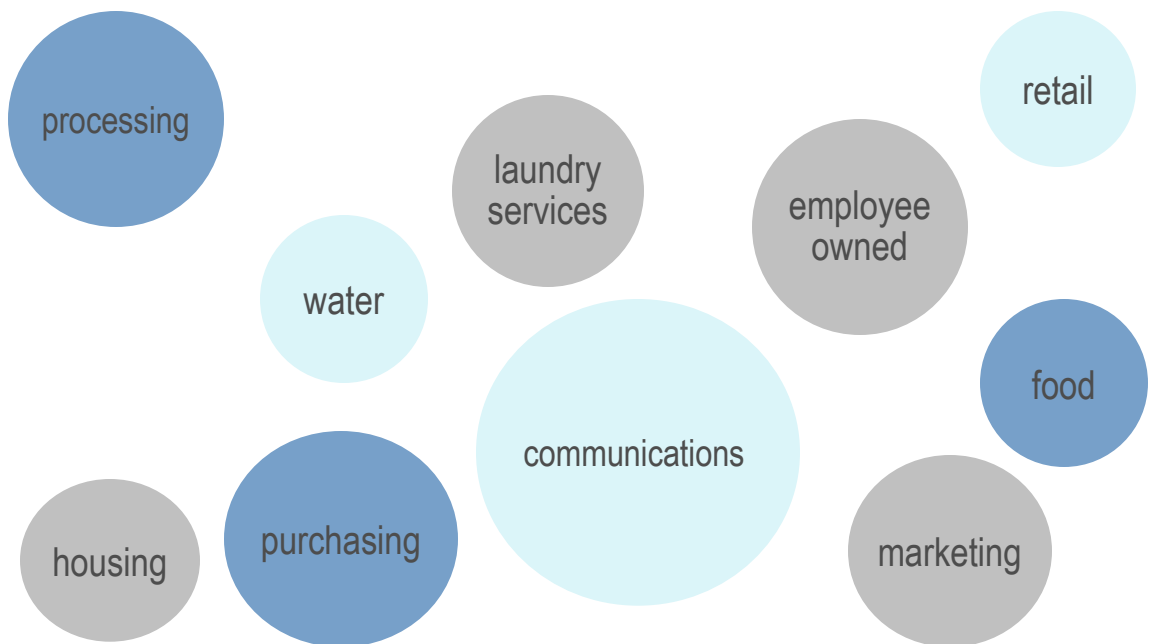 processing
retail
laundry
services
employee
owned
water
food
communications
purchasing
housing
marketing